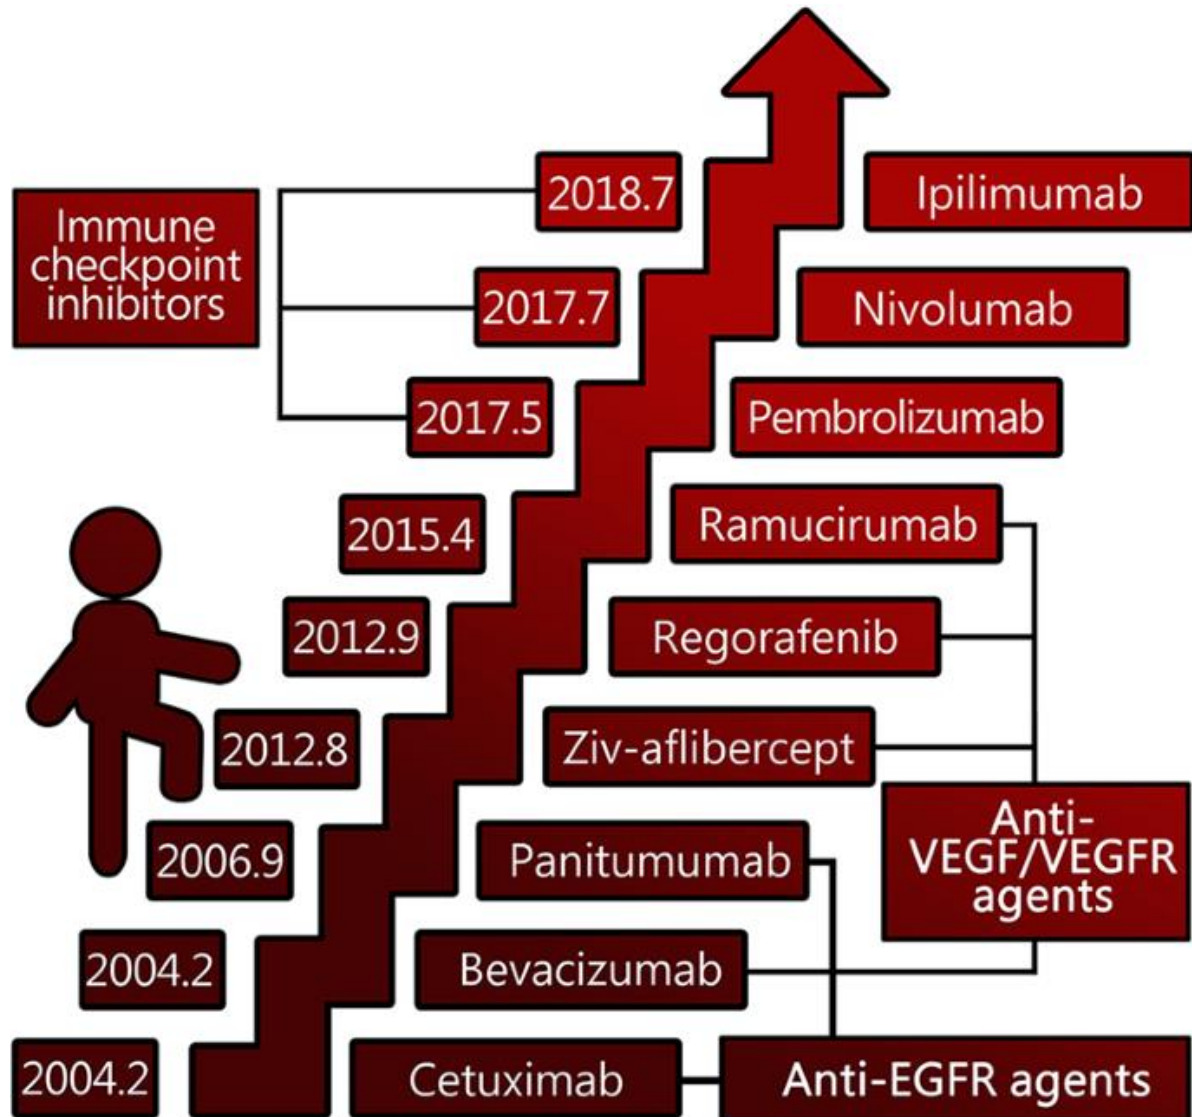 2018.7
Ipilimumab
Immune
checkpoint
inhibitors
2017.7
Nivolumab
2017.5
Pembrolizumab
2015.4
Ramucirumab
2012.9
Regorafenib
2012.8
Ziv-aflibercept
Anti-
VEGF/VEGFR
agents
2006.9
Panitumumab
2004.2
Bevacizumab
2004.2
Cetuximab
Anti-EGFR agents